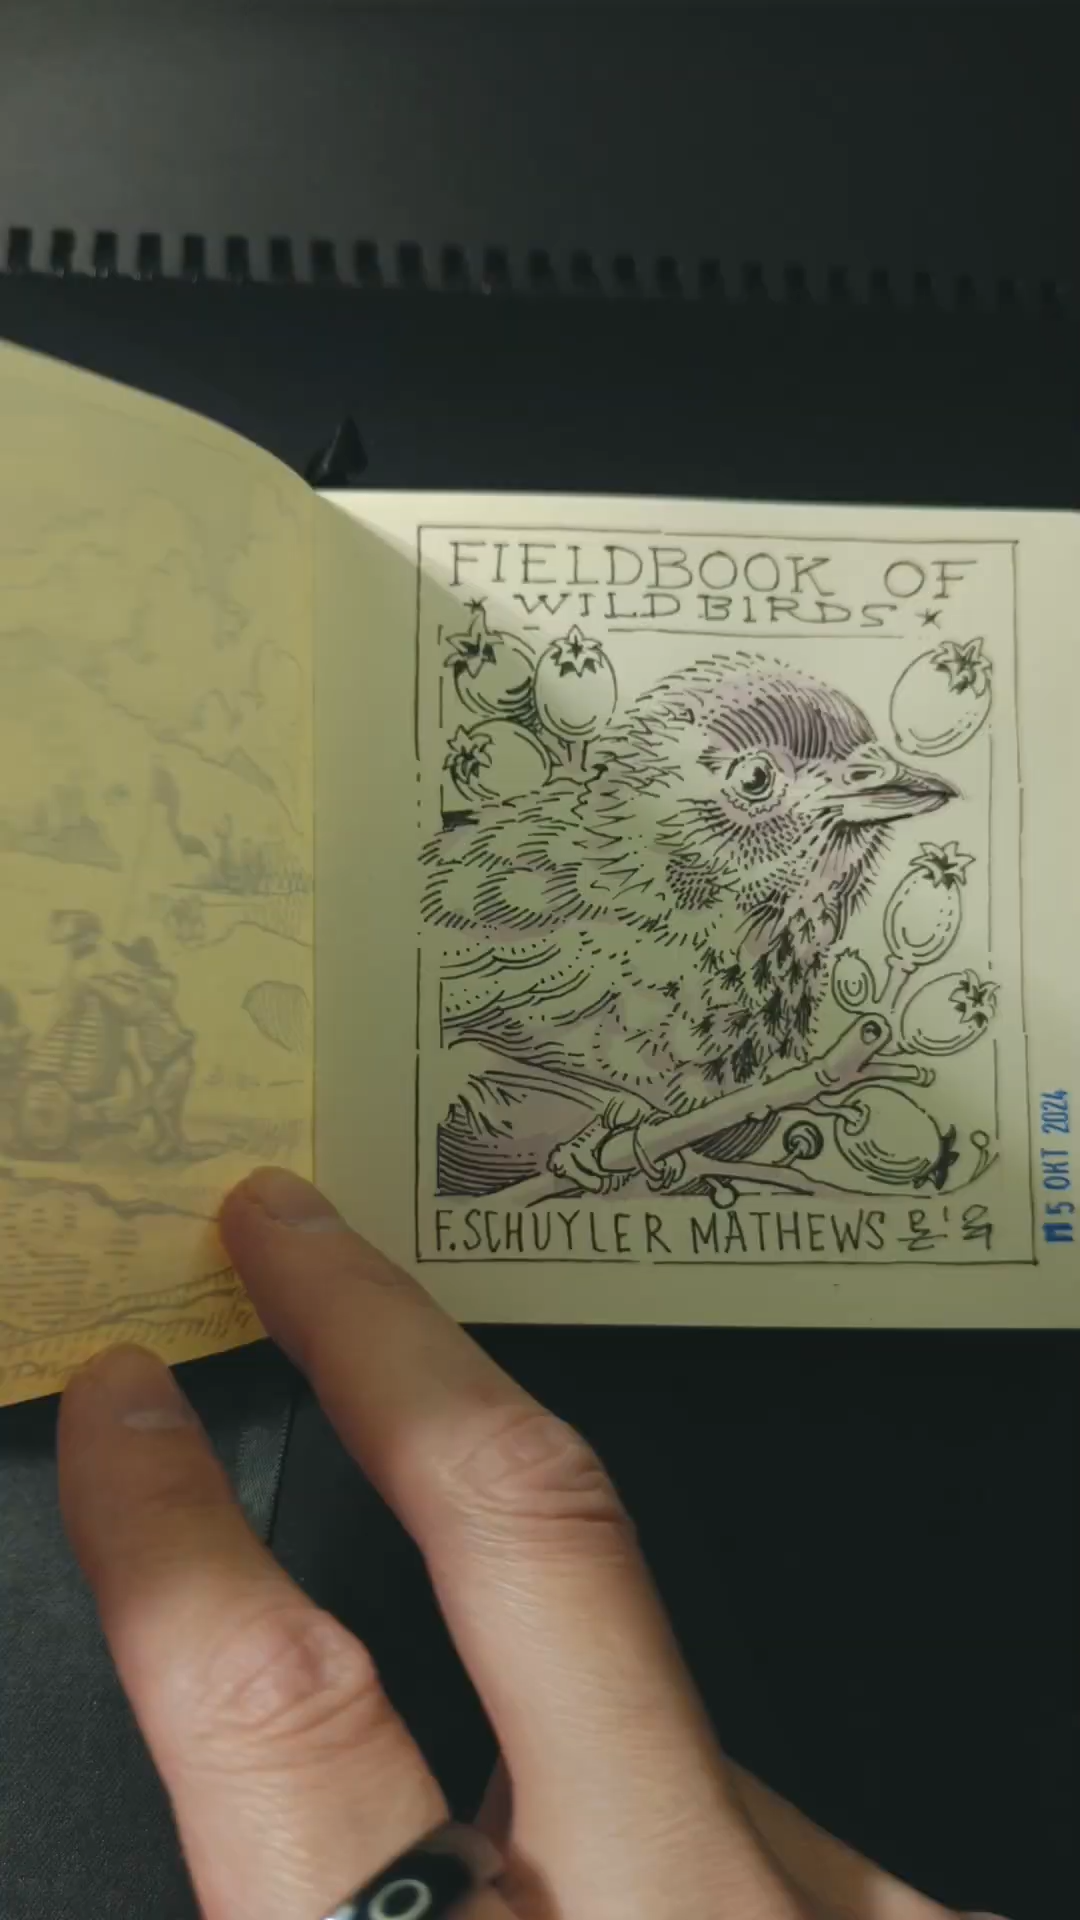 FIELDBOOK OF
* WILD BIRDS *
F. SCHUYLER MATHEWS
5 OKT 2024